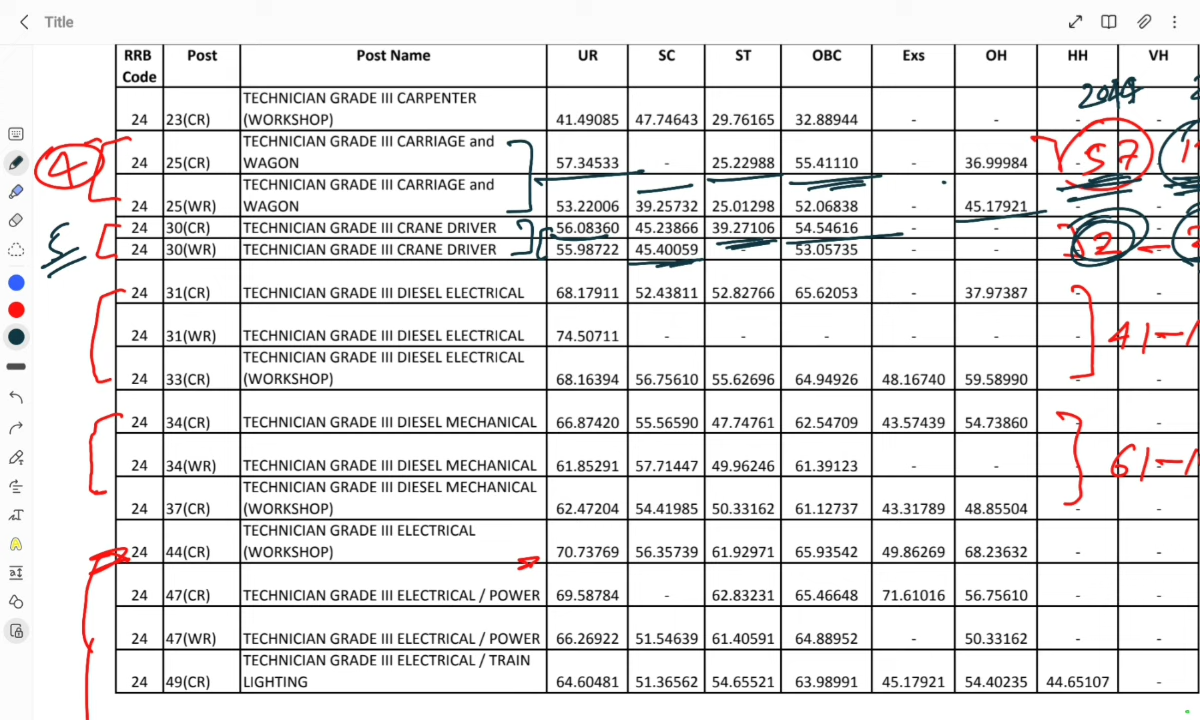 Title
RRB Code Post Post Name UR SC ST OBC Exs OH HH VH
2019
24 23(CR) TECHNICIAN GRADE III CARPENTER (WORKSHOP) 41.49085 47.74643 29.76165 32.88944 - - - -
4
24 25(CR) TECHNICIAN GRADE III CARRIAGE and WAGON 57.34533 - 25.22988 55.41110 - 36.99984 - -
57
24 25(WR) TECHNICIAN GRADE III CARRIAGE and WAGON 53.22006 39.25732 25.01298 52.06838 - 45.17921 - -
24 30(CR) TECHNICIAN GRADE III CRANE DRIVER 56.08360 45.23866 39.27106 54.54616 - - - -
24 30(WR) TECHNICIAN GRADE III CRANE DRIVER 55.98722 45.40059 - 53.05735 - - - -
2 -
24 31(CR) TECHNICIAN GRADE III DIESEL ELECTRICAL 68.17911 52.43811 52.82766 65.62053 - 37.97387 - -
24 31(WR) TECHNICIAN GRADE III DIESEL ELECTRICAL 74.50711 - - - - - - -
41-1
24 33(CR) TECHNICIAN GRADE III DIESEL ELECTRICAL (WORKSHOP) 68.16394 56.75610 55.62696 64.94926 48.16740 59.58990 - -
24 34(CR) TECHNICIAN GRADE III DIESEL MECHANICAL 66.87420 55.56590 47.74761 62.54709 43.57439 54.73860 - -
24 34(WR) TECHNICIAN GRADE III DIESEL MECHANICAL 61.85291 57.71447 49.96246 61.39123 - - - -
61-1
24 37(CR) TECHNICIAN GRADE III DIESEL MECHANICAL (WORKSHOP) 62.47204 54.41985 50.33162 61.12737 43.31789 48.85504 - -
24 44(CR) TECHNICIAN GRADE III ELECTRICAL (WORKSHOP) 70.73769 56.35739 61.92971 65.93542 49.86269 68.23632 - -
24 47(CR) TECHNICIAN GRADE III ELECTRICAL / POWER 69.58784 - 62.83231 65.46648 71.61016 56.75610 - -
24 47(WR) TECHNICIAN GRADE III ELECTRICAL / POWER 66.26922 51.54639 61.40591 64.88952 - 50.33162 - -
24 49(CR) TECHNICIAN GRADE III ELECTRICAL / TRAIN LIGHTING 64.60481 51.36562 54.65521 63.98991 45.17921 54.40235 44.65107 -